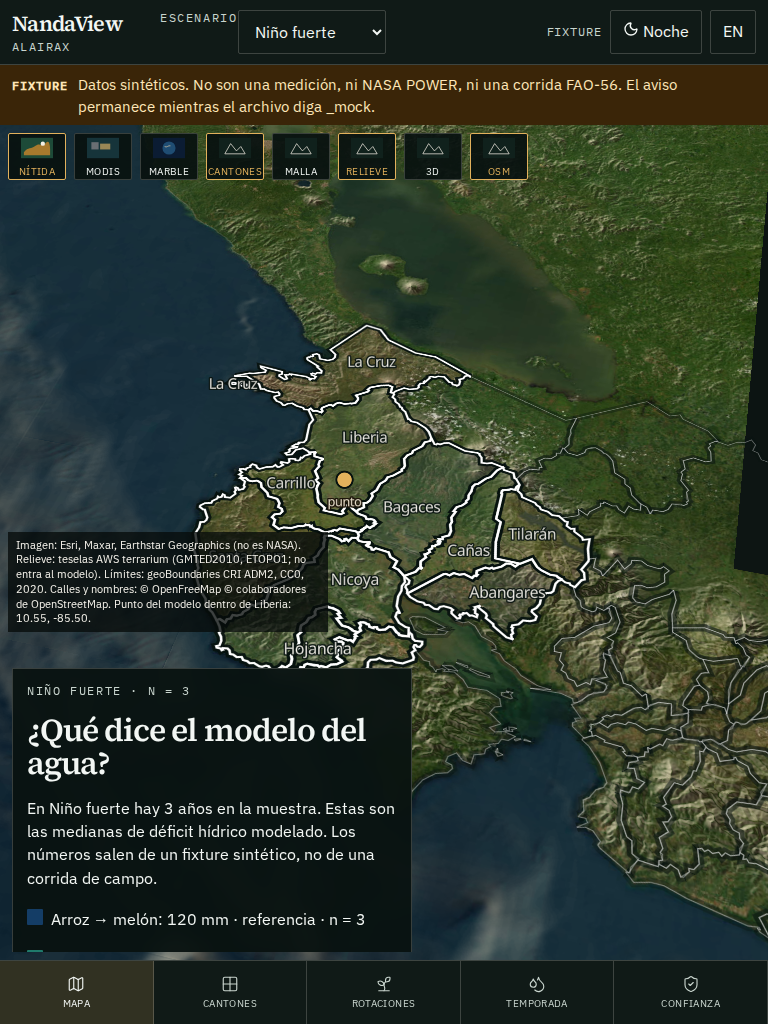 NandaView
ALAIRAX
ESCENARIO
Niño fuerte
FIXTURE
Noche
EN
FIXTURE Datos sintéticos. No son una medición, ni NASA POWER, ni una corrida FAO-56. El aviso
permanece mientras el archivo diga _mock.
NÍTIDA
MODIS
MARBLE
CANTONES
MALLA
RELIEVE
3D
OSM
La Cruz
La Cruz
Liberia
Carrillo
punto
Bagaces
Tilarán
Cañas
Nicoya
Abangares
Hojancha
Imagen: Esri, Maxar, Earthstar Geographics (no es NASA).
Relieve: teselas AWS terrarium (GMTED2010, ETOPO1; no
entra al modelo). Límites: geoBoundaries CRI ADM2, CC0,
2020. Calles y nombres: © OpenFreeMap © colaboradores
de OpenStreetMap. Punto del modelo dentro de Liberia:
10.55, -85.50.
NIÑO FUERTE · N = 3
¿Qué dice el modelo del
agua?
En Niño fuerte hay 3 años en la muestra. Estas son
las medianas de déficit hídrico modelado. Los
números salen de un fixture sintético, no de una
corrida de campo.
Arroz → melón: 120 mm · referencia · n = 3
MAPA
CANTONES
ROTACIONES
TEMPORADA
CONFIANZA